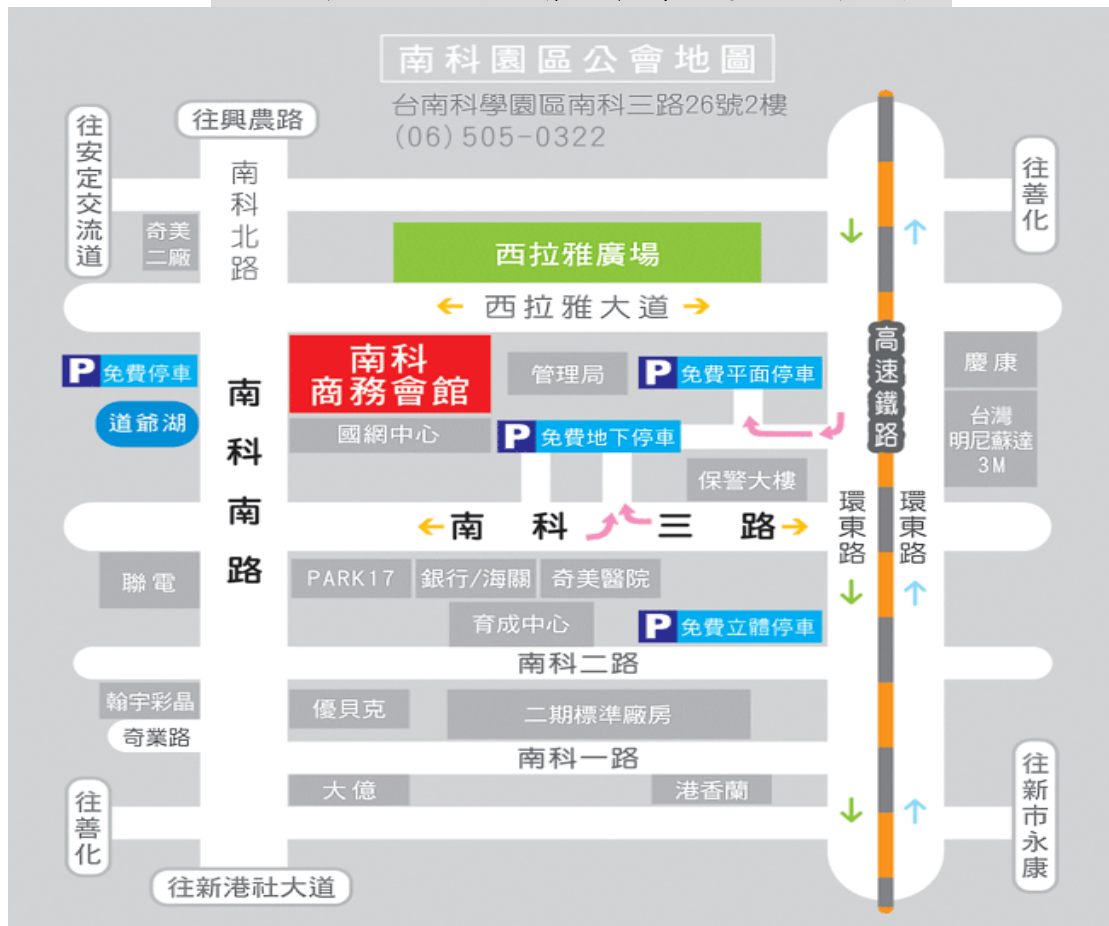 南科園區公會地圖
台南科學園區南科三路26號2樓
(06)505-0322
往安定交流道
往興農路
南科北路
往善化
奇美
二廠
西拉雅廣場
← 西拉雅大道 →
高速鐵路
P 免費停車
道爺湖
南科南路
南科
商務會館
管理局
P 免費平面停車
慶康
國網中心
P 免費地下停車
台灣
明尼蘇達
3M
保警大樓
環東路
環東路
←南科三路→
聯電
PARK17
銀行/海關
奇美醫院
育成中心
P 免費立體停車
南科二路
翰宇彩晶
奇業路
優貝克
二期標準廠房
南科一路
大億
港香蘭
往善化
往新市永康
往新港社大道